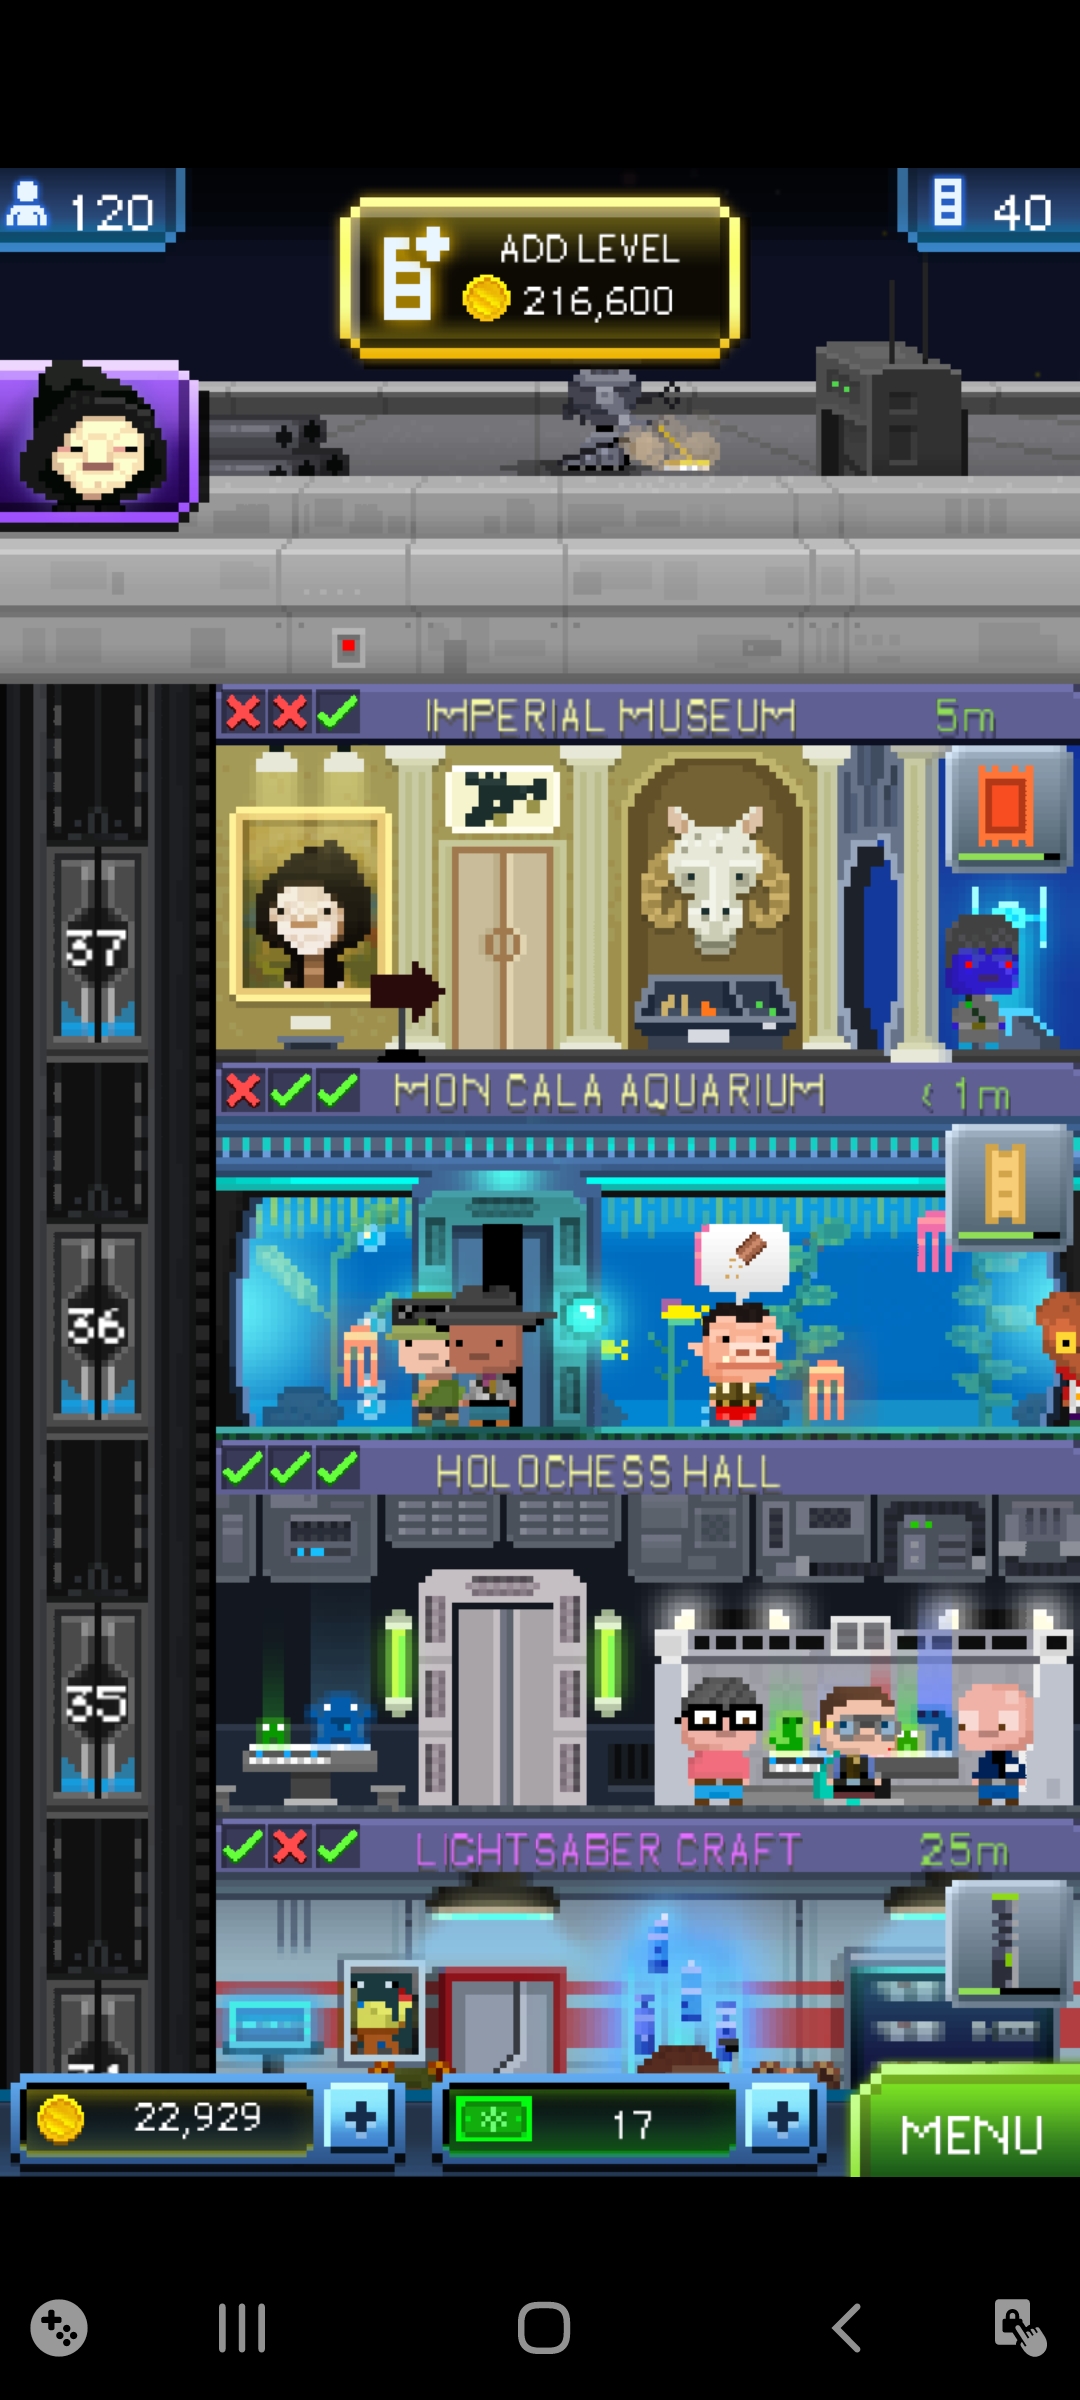 120
ADD LEVEL
216,600
40
IMPERIAL MUSEUM 5m
37
MON CALA AQUARIUM < 1m
36
HOLOCHESS HALL
35
LIGHTSABER CRAFT 25m
22,929
17
MENU